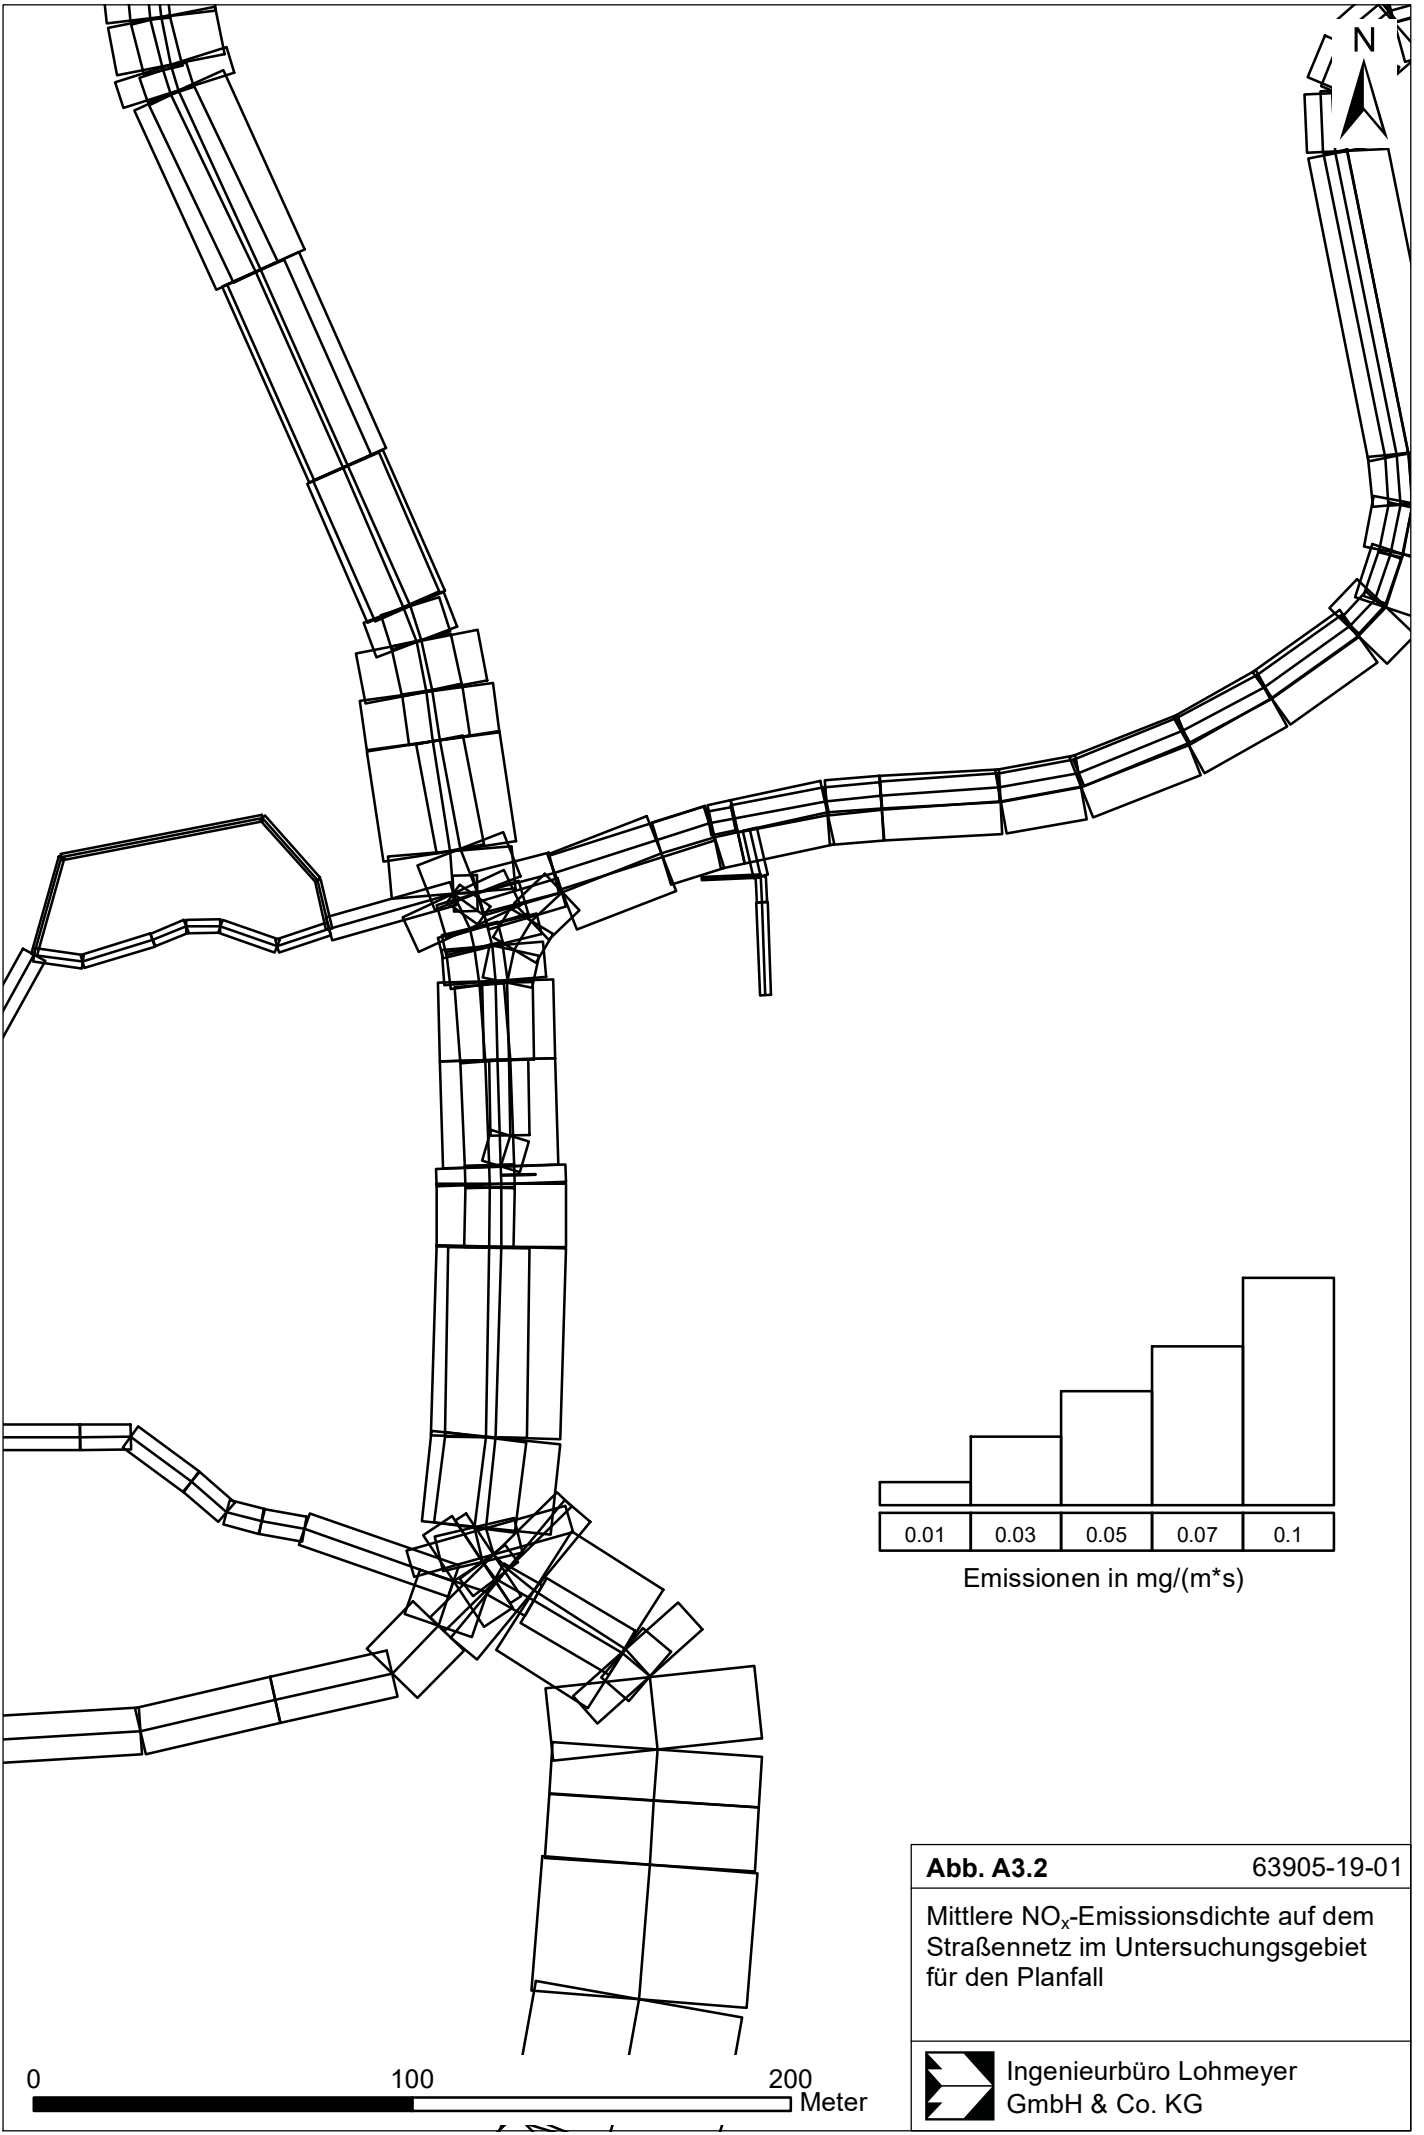 N
0.01 0.03 0.05 0.07 0.1
Emissionen in mg/(m*s)
Abb. A3.2 63905-19-01
Mittlere NOx-Emissionsdichte auf dem
Straßennetz im Untersuchungsgebiet
für den Planfall
0 100 200
Meter
Ingenieurbüro Lohmeyer
GmbH & Co. KG